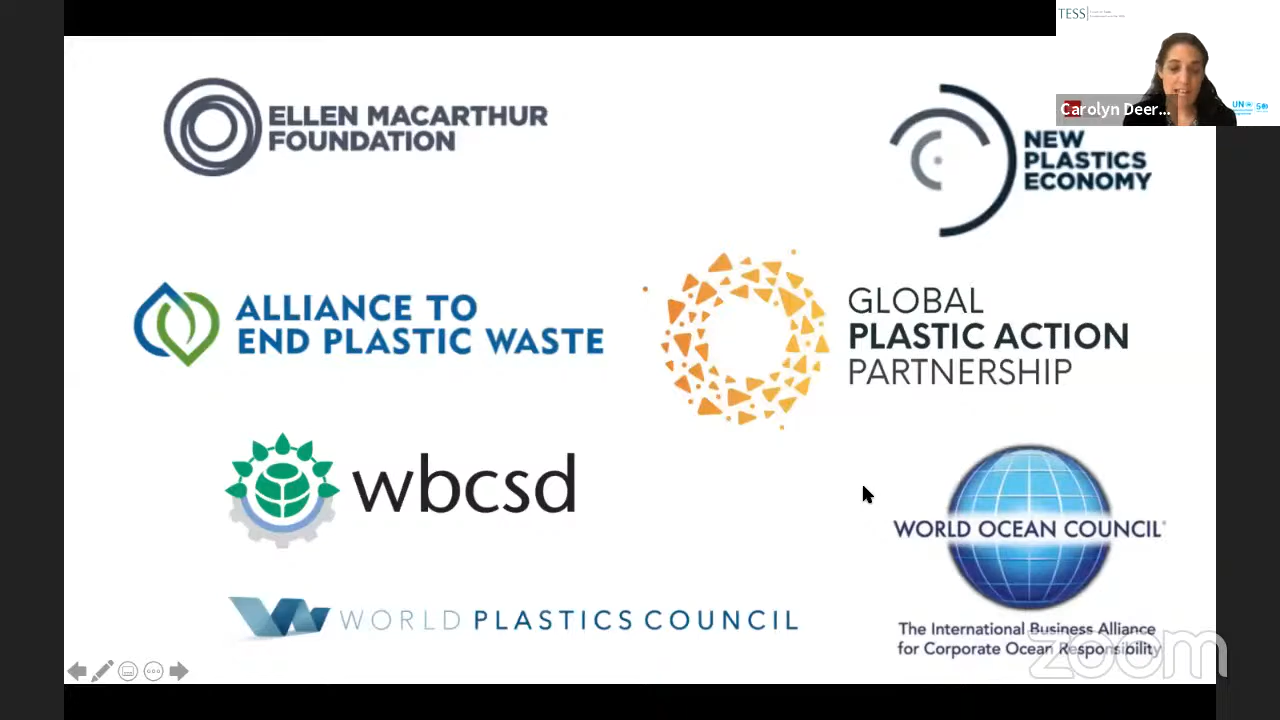 TESS
Carolyn Deer...
UN
ELLEN MACARTHUR
FOUNDATION
NEW
PLASTICS
ECONOMY
ALLIANCE TO
END PLASTIC WASTE
GLOBAL
PLASTIC ACTION
PARTNERSHIP
wbcsd
WORLD OCEAN COUNCIL
The International Business Alliance
for Corporate Ocean Responsibility
WORLD PLASTICS COUNCIL
zoom